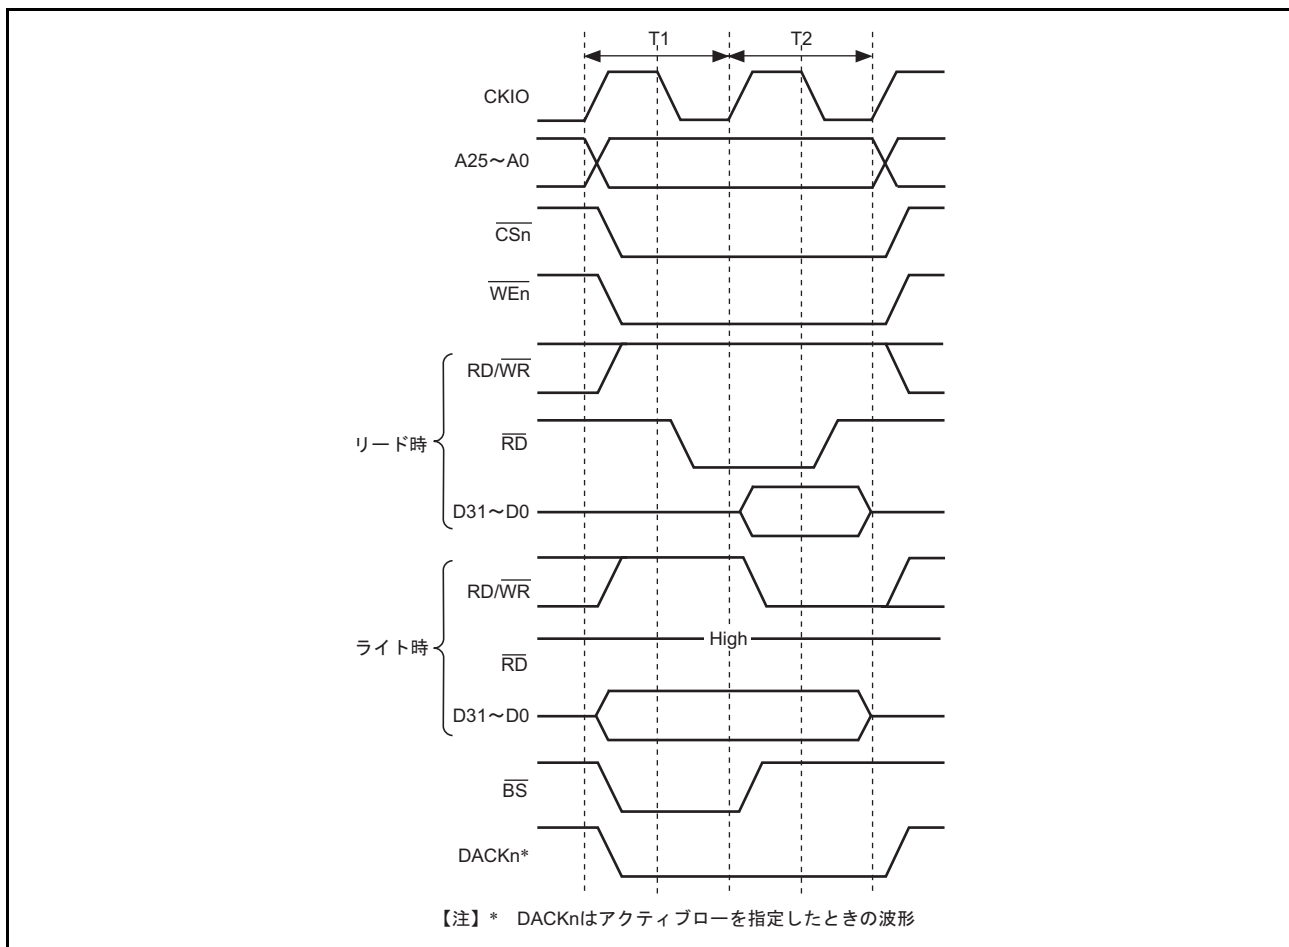 T1 T2
CKIO
A25～A0
CSn
WEn
RD/WR
リード時
RD
D31～D0
RD/WR
High
ライト時
RD
D31～D0
BS
DACKn*
【注】* DACKnはアクティブローを指定したときの波形